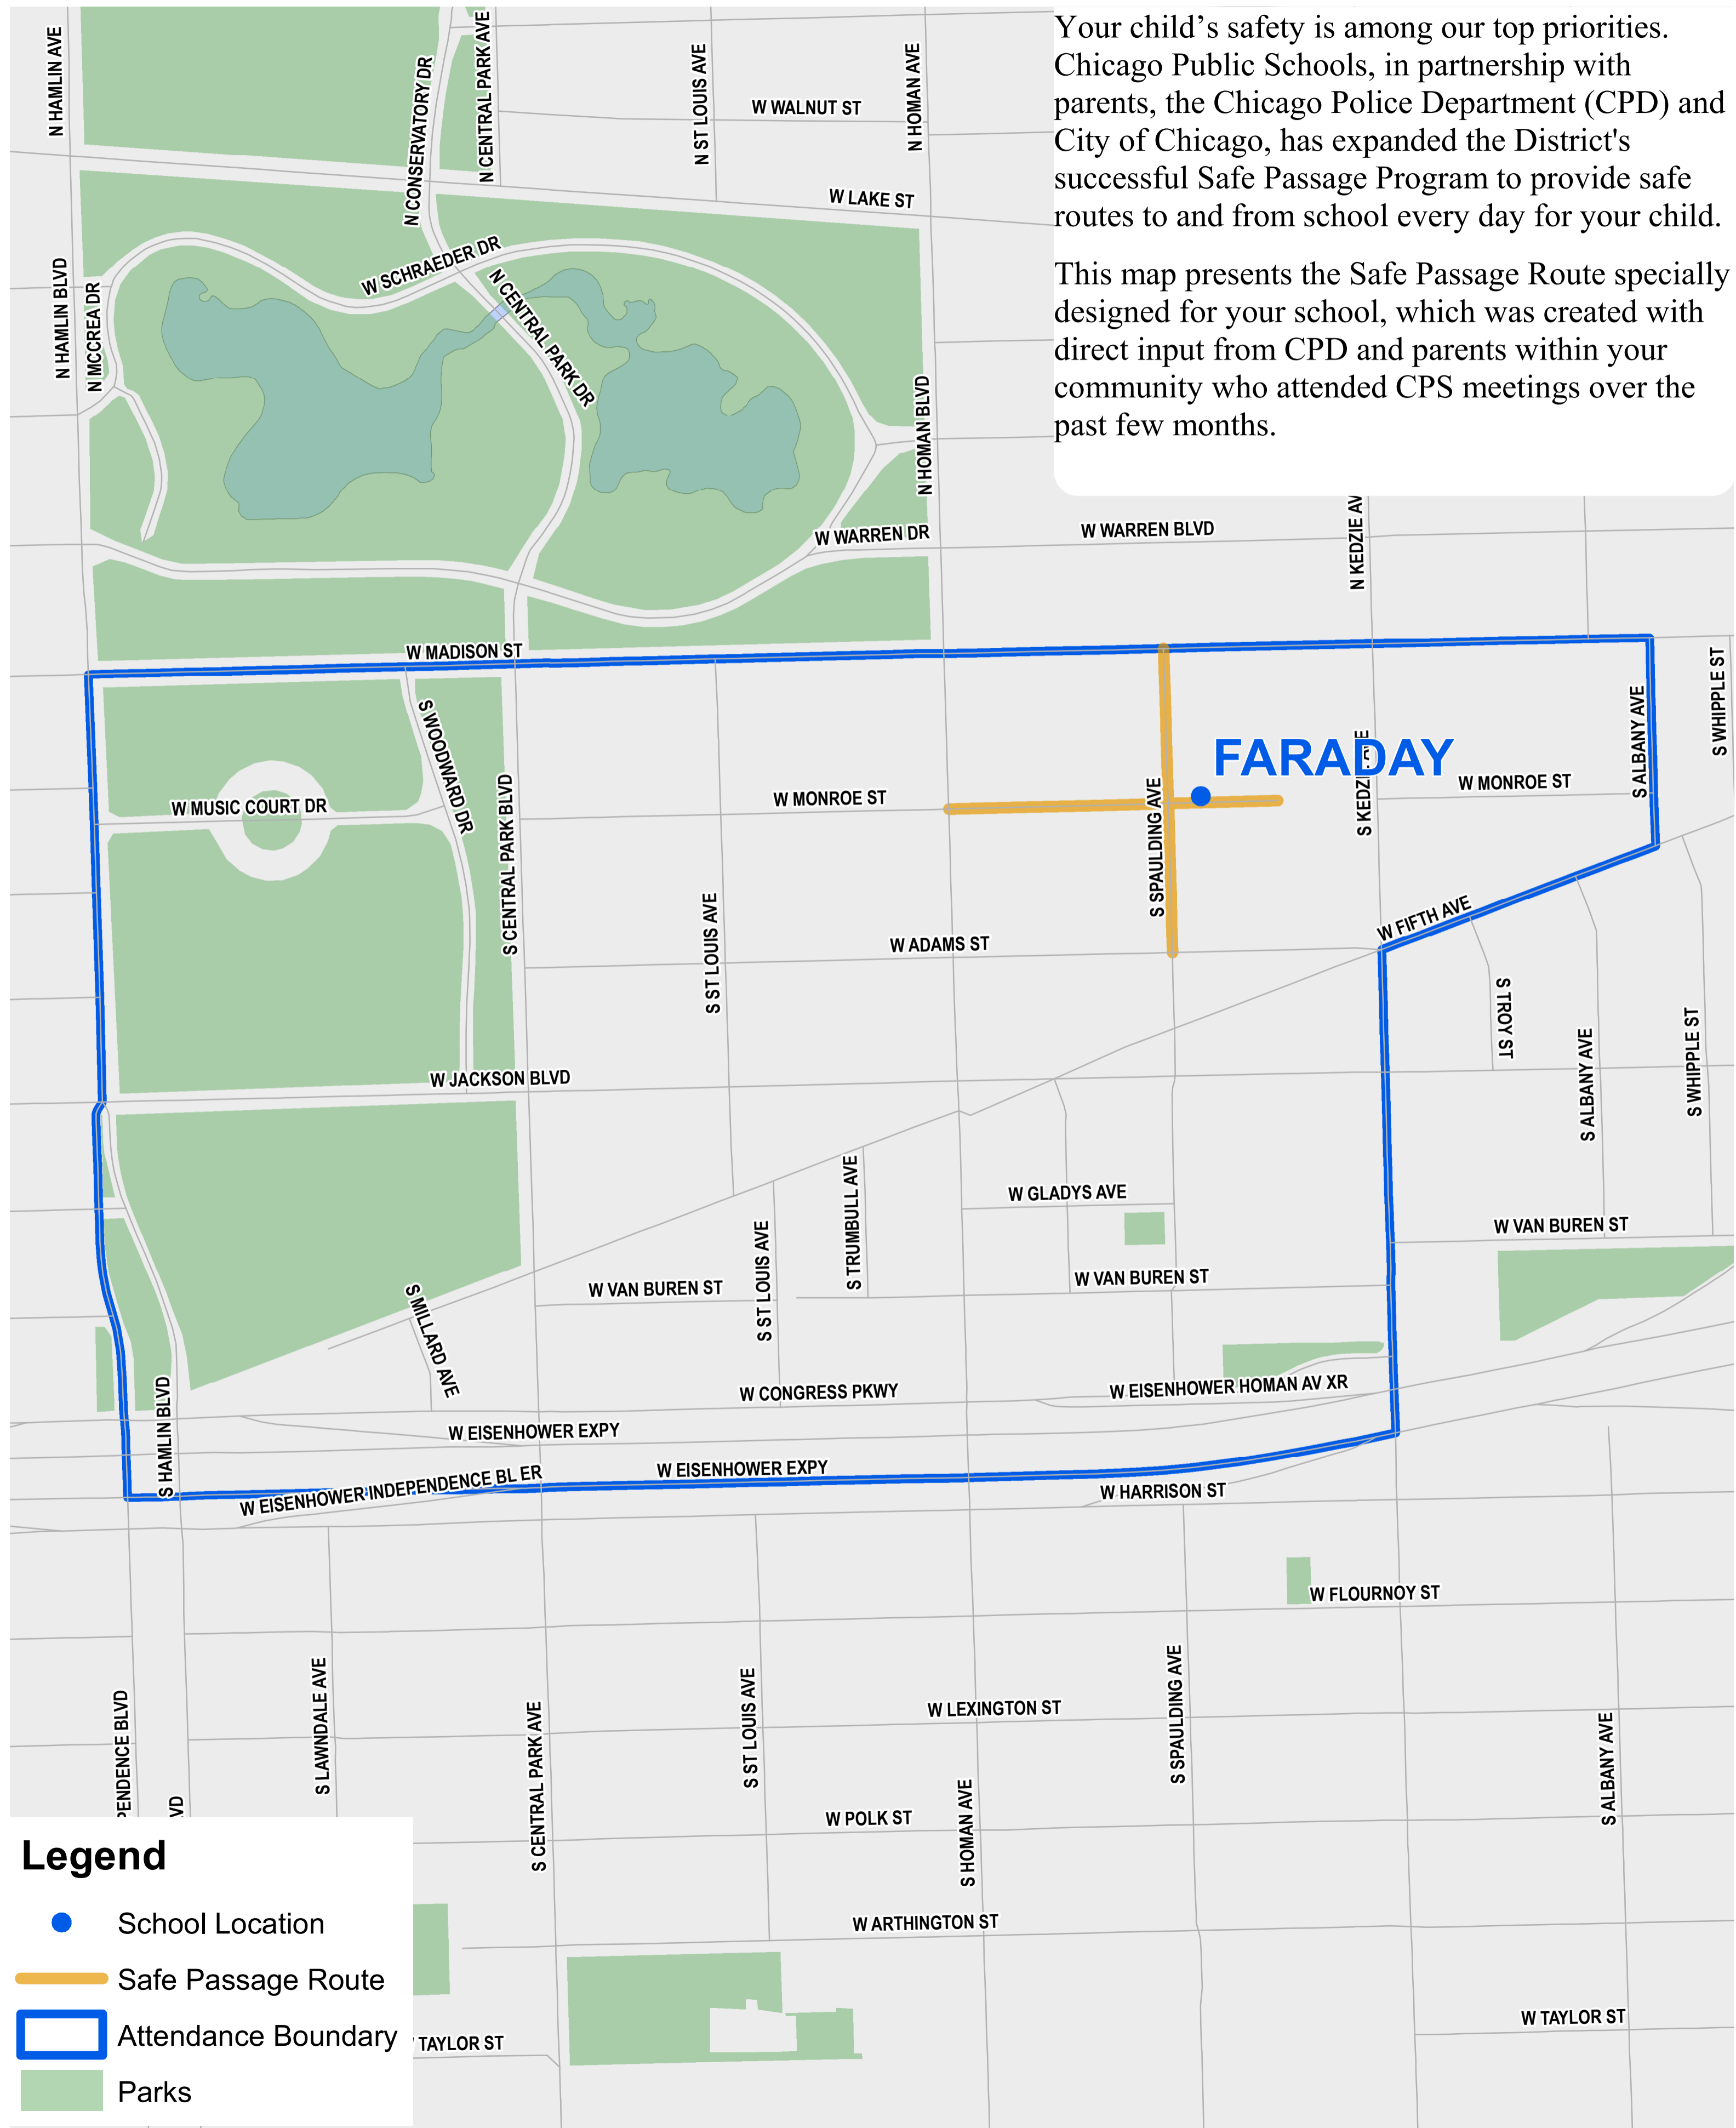 Your child’s safety is among our top priorities.
Chicago Public Schools, in partnership with
parents, the Chicago Police Department (CPD) and
City of Chicago, has expanded the District's
successful Safe Passage Program to provide safe
routes to and from school every day for your child.
This map presents the Safe Passage Route specially
designed for your school, which was created with
direct input from CPD and parents within your
community who attended CPS meetings over the
past few months.
N HAMLIN AVE
N CONSERVATORY DR
N CENTRAL PARK AVE
N ST LOUIS AVE
N HOMAN AVE
W WALNUT ST
W LAKE ST
W SCHRAEDER DR
N CENTRAL PARK DR
N HAMLIN BLVD
N MCCREA DR
N HOMAN BLVD
W WARREN DR
W WARREN BLVD
N KEDZIE AV
W MADISON ST
S WOODWARD DR
FARADAY
S KEDZIE AVE
S ALBANY AVE
S WHIPPLE ST
W MUSIC COURT DR
S CENTRAL PARK BLVD
W MONROE ST
W MONROE ST
S SPAULDING AVE
S ST LOUIS AVE
W ADAMS ST
W FIFTH AVE
S TROY ST
S ALBANY AVE
S WHIPPLE ST
W JACKSON BLVD
W GLADYS AVE
S TRUMBULL AVE
S ST LOUIS AVE
W VAN BUREN ST
W VAN BUREN ST
W VAN BUREN ST
S MILLARD AVE
W CONGRESS PKWY
W EISENHOWER HOMAN AV XR
S HAMLIN BLVD
W EISENHOWER EXPY
W EISENHOWER EXPY
W EISENHOWER INDEPENDENCE BL ER
W HARRISON ST
W FLOURNOY ST
PENDENCE BLVD
VD
S LAWNDALE AVE
S CENTRAL PARK AVE
S ST LOUIS AVE
W LEXINGTON ST
S SPAULDING AVE
S ALBANY AVE
W POLK ST
S HOMAN AVE
W ARTHINGTON ST
TAYLOR ST
W TAYLOR ST
Legend
School Location
Safe Passage Route
Attendance Boundary
Parks